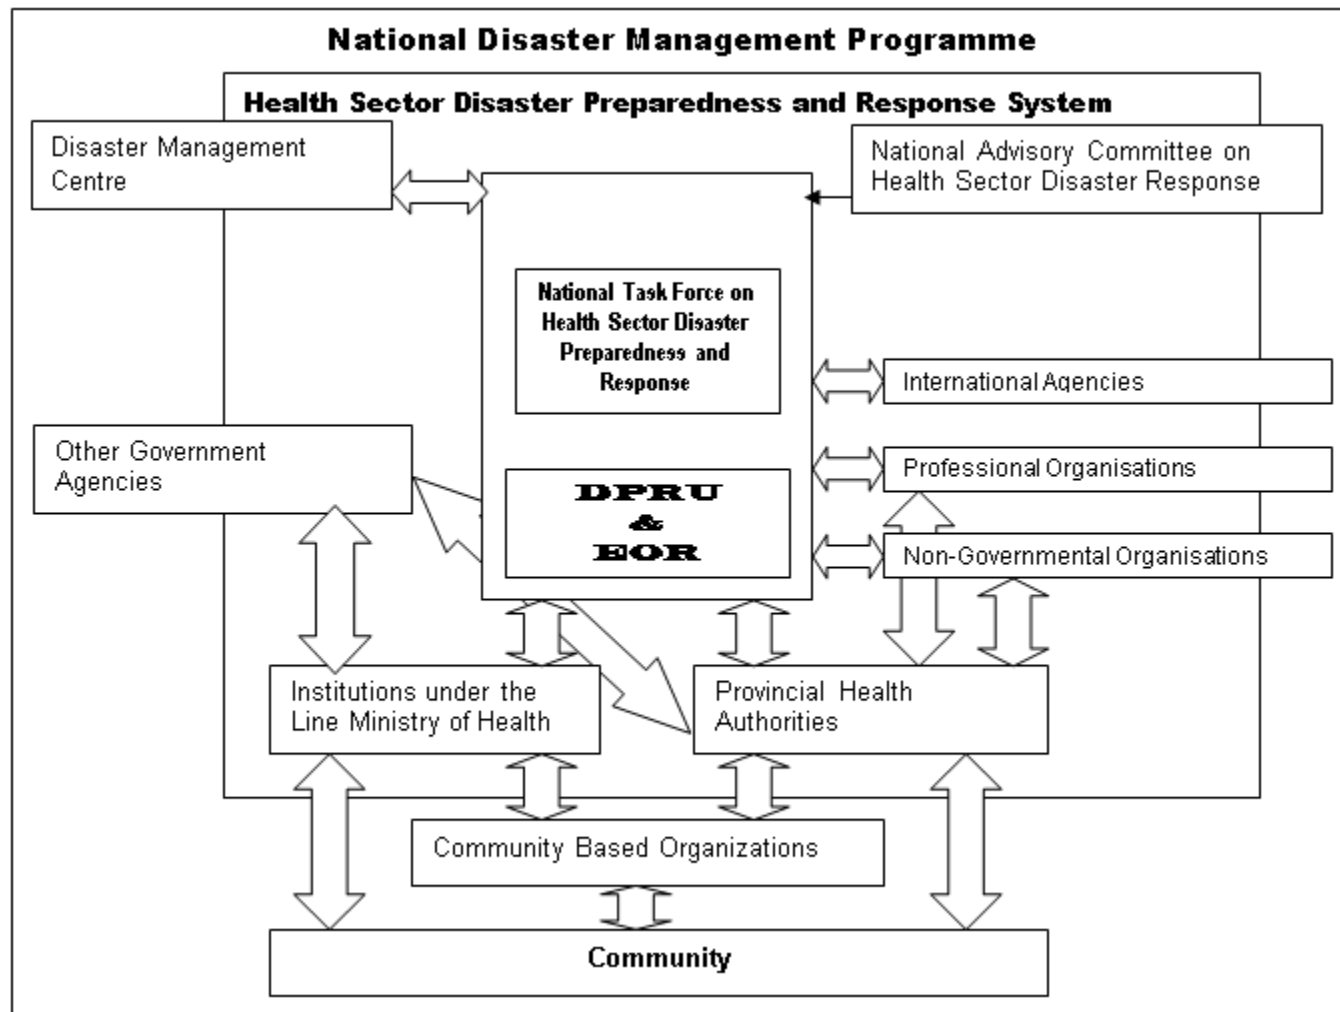 National Disaster Management Programme
Health Sector Disaster Preparedness and Response System
Disaster Management
Centre
National Advisory Committee on
Health Sector Disaster Response
National Task Force on
Health Sector Disaster
Preparedness and
Response
International Agencies
Other Government
Agencies
Professional Organisations
DPRU
&
EOR
Non-Governmental Organisations
Institutions under the
Line Ministry of Health
Provincial Health
Authorities
Community Based Organizations
Community